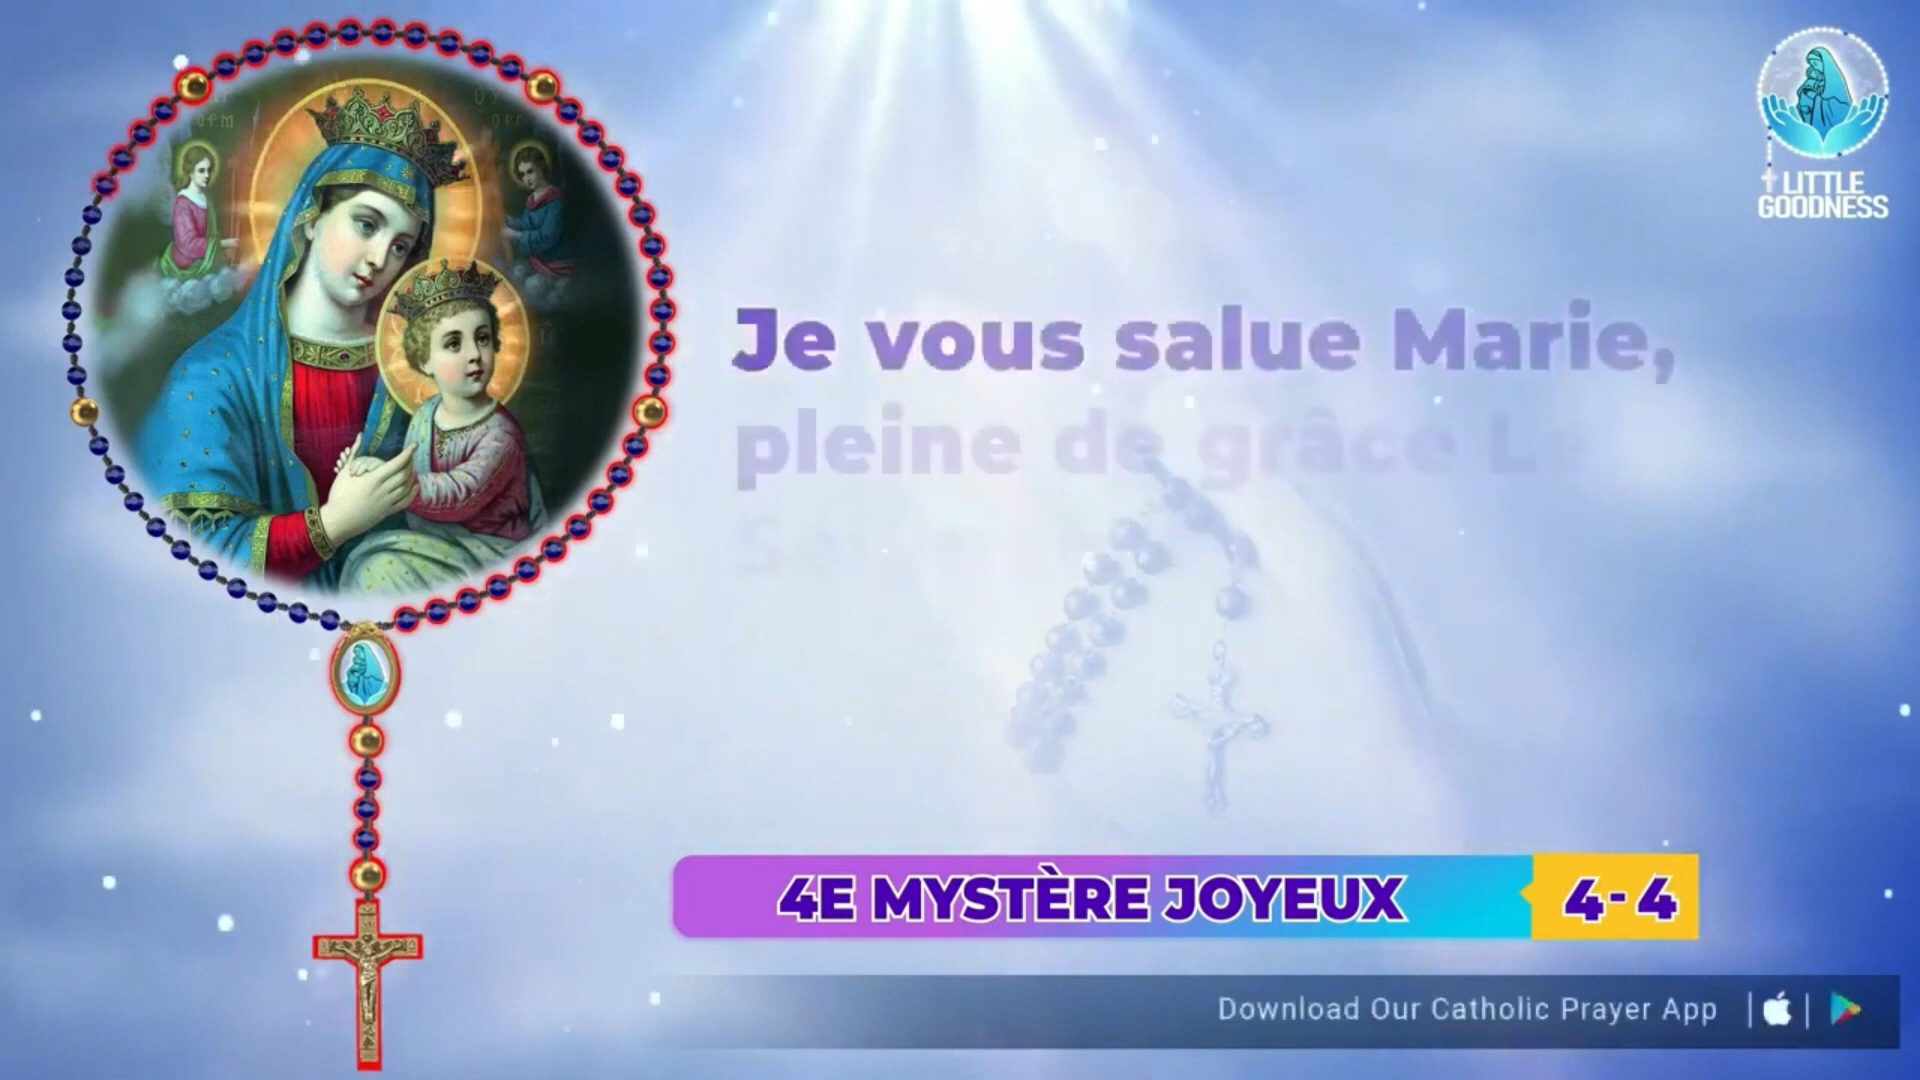 LITTLE
GOODNESS
Je vous salue Marie,
pleine de grâce Le
4E MYSTÈRE JOYEUX
4-4
Download Our Catholic Prayer App